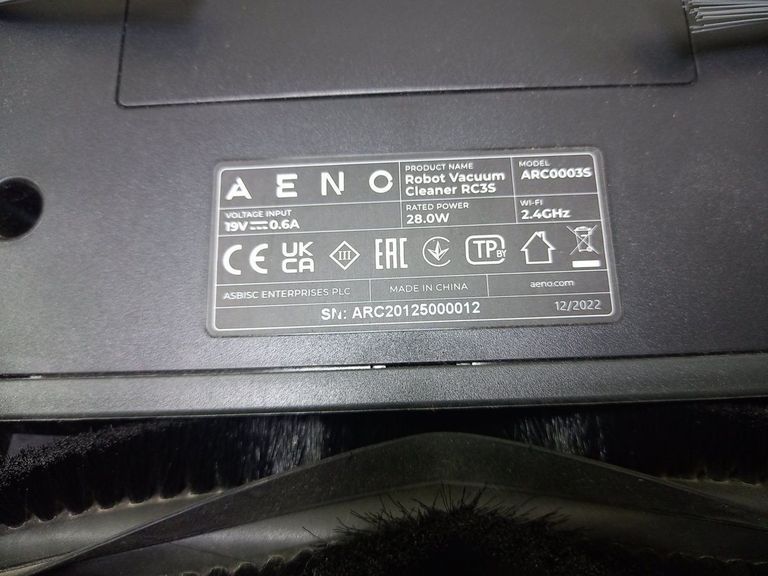 AENO
PRODUCT NAME
Robot Vacuum
Cleaner RC3S
MODEL
ARC0003S
VOLTAGE INPUT
19V⎓0.6A
RATED POWER
28.0W
WI-FI
2.4GHz
CE UK
CA III EAC TP BY
ASBISC ENTERPRISES PLC
MADE IN CHINA
aeno.com
SN: ARC20125000012
12/2022